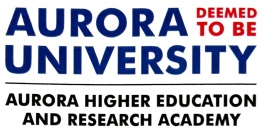 AURORA DEEMED TO BE
UNIVERSITY
AURORA HIGHER EDUCATION
AND RESEARCH ACADEMY